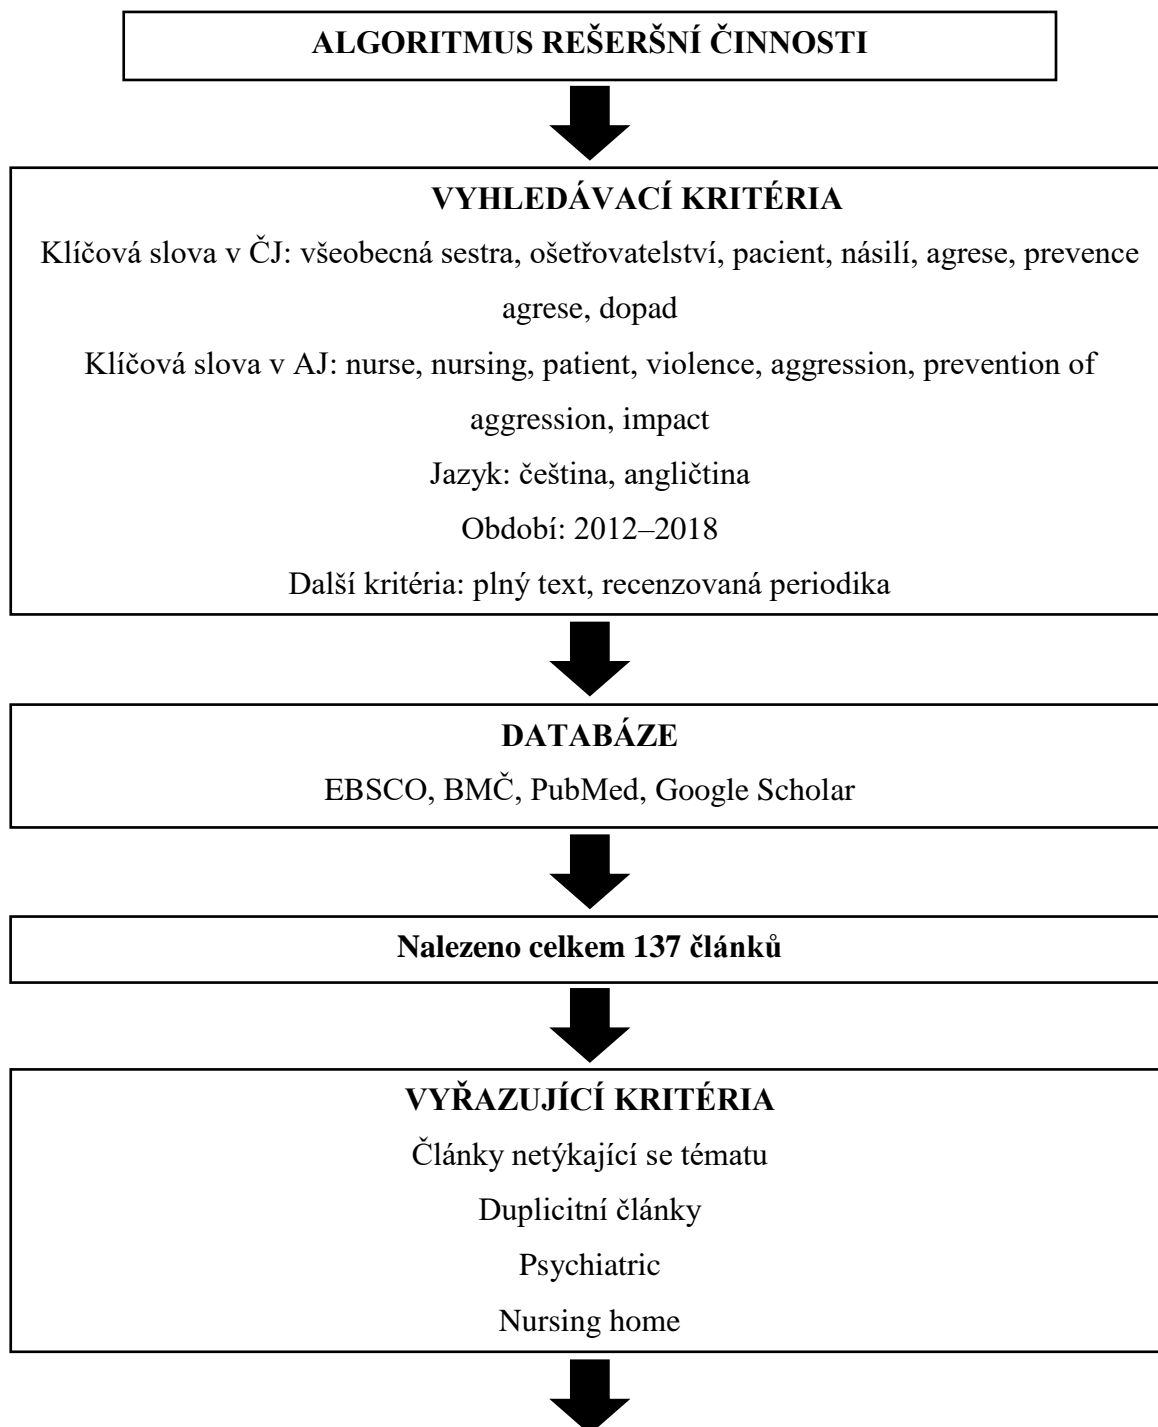 ALGORITMUS REŠERŠNÍ ČINNOSTI
VYHLEDÁVACÍ KRITÉRIA
Klíčová slova v ČJ: všeobecná sestra, ošetřovatelství, pacient, násilí, agrese, prevence
agrese, dopad
Klíčová slova v AJ: nurse, nursing, patient, violence, aggression, prevention of
aggression, impact
Jazyk: čeština, angličtina
Období: 2012–2018
Další kritéria: plný text, recenzovaná periodika
DATABÁZE
EBSCO, BMČ, PubMed, Google Scholar
Nalezeno celkem 137 článků
VYŘAZUJÍCÍ KRITÉRIA
Články netýkající se tématu
Duplicitní články
Psychiatric
Nursing home